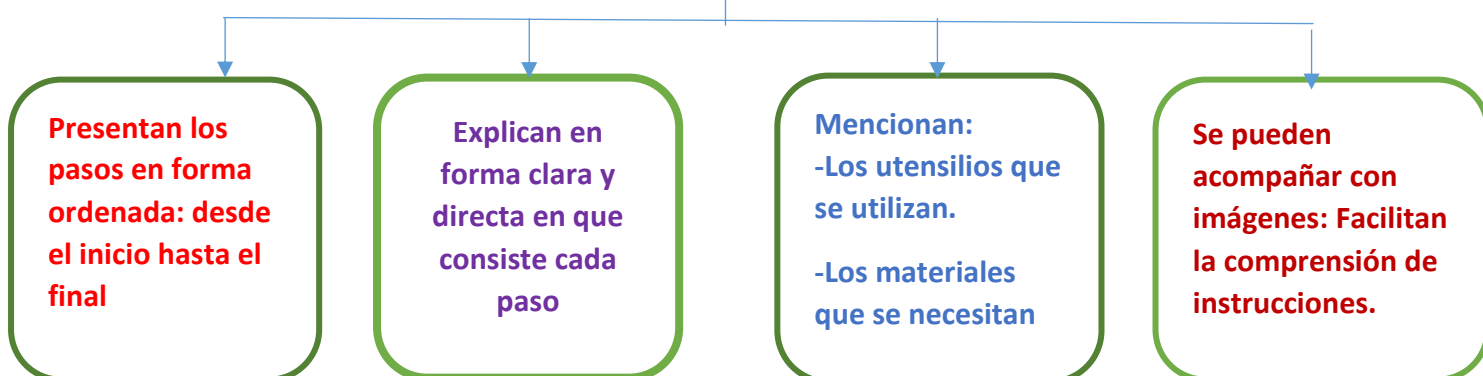 Presentan los
pasos en forma
ordenada: desde
el inicio hasta el
final
Explican en
forma clara y
directa en que
consiste cada
paso
Mencionan:
-Los utensilios que
se utilizan.
-Los materiales
que se necesitan
Se pueden
acompañar con
imágenes: Facilitan
la comprensión de
instrucciones.